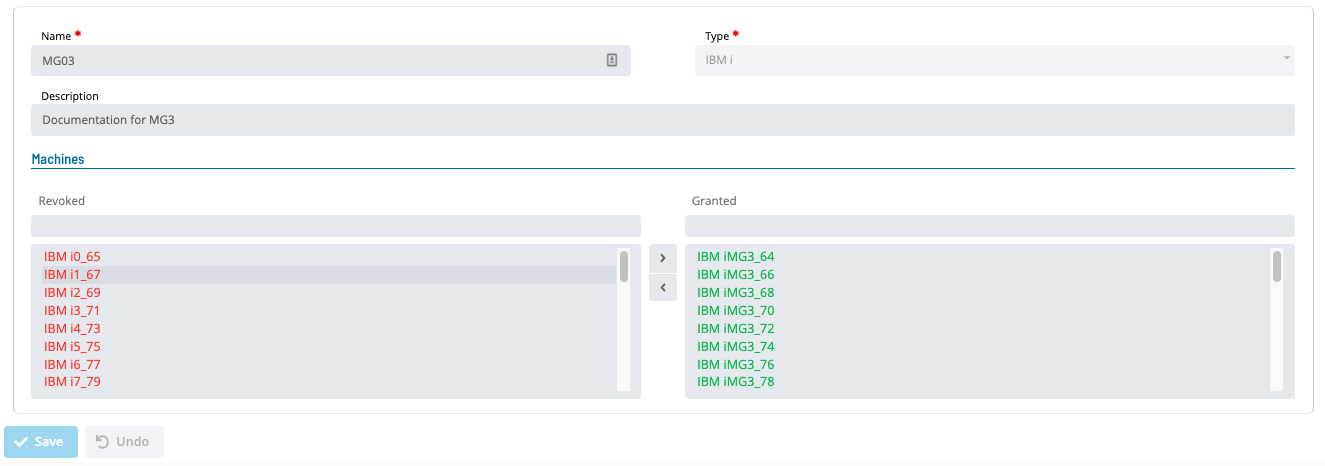 Name *
Type *
MG03
IBM i
Description
Documentation for MG3
Machines
Revoked
Granted
IBM i0_65
IBM i1_67
IBM i2_69
IBM i3_71
IBM i4_73
IBM i5_75
IBM i6_77
IBM i7_79
IBM iMG3_64
IBM iMG3_66
IBM iMG3_68
IBM iMG3_70
IBM iMG3_72
IBM iMG3_74
IBM iMG3_76
IBM iMG3_78
Save
Undo